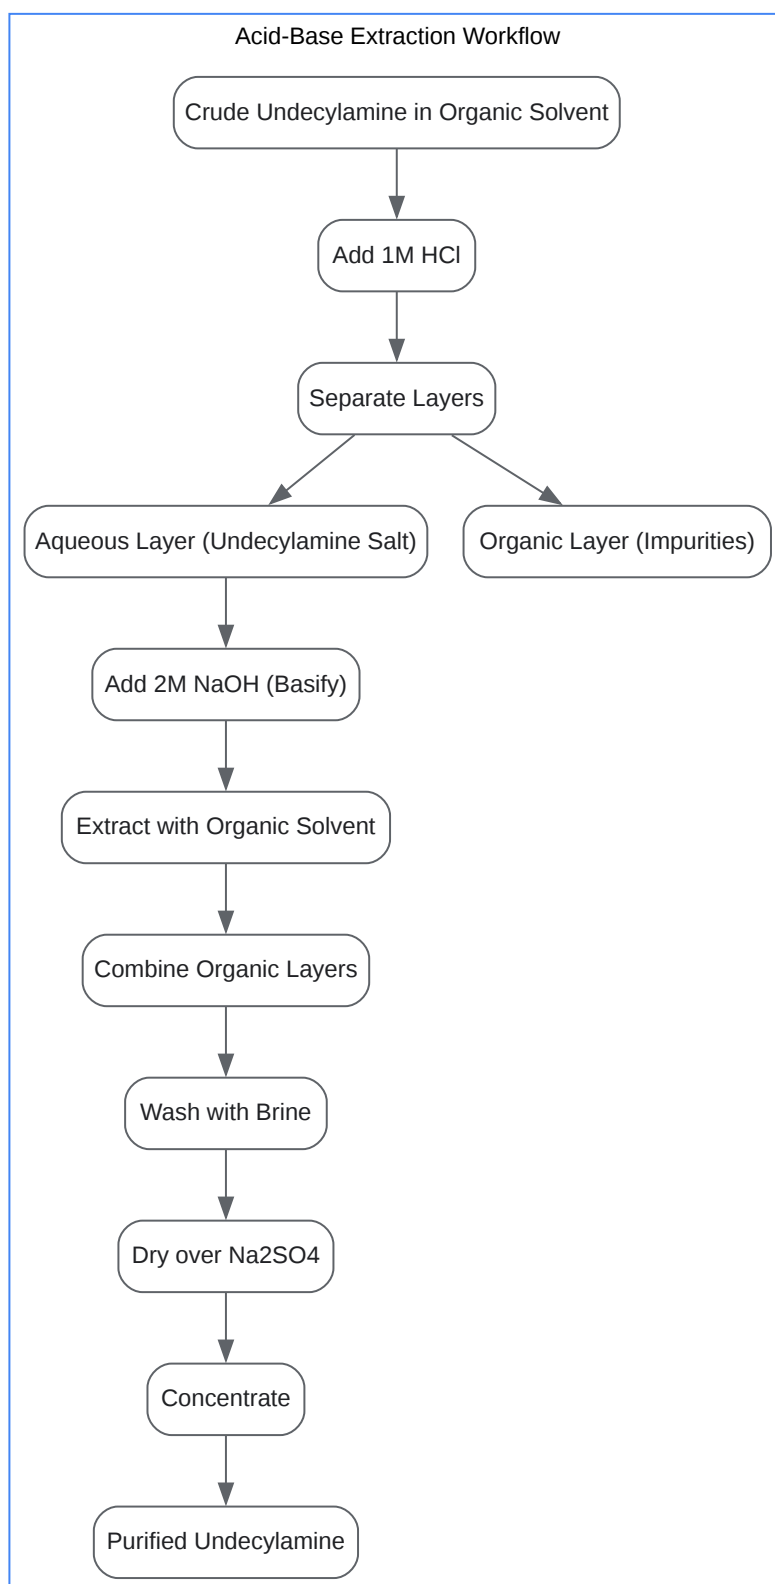 Acid-Base Extraction Workflow
Crude Undecylamine in Organic Solvent
Add 1M HCl
Separate Layers
Aqueous Layer (Undecylamine Salt)
Organic Layer (Impurities)
Add 2M NaOH (Basify)
Extract with Organic Solvent
Combine Organic Layers
Wash with Brine
Dry over Na2SO4
Concentrate
Purified Undecylamine